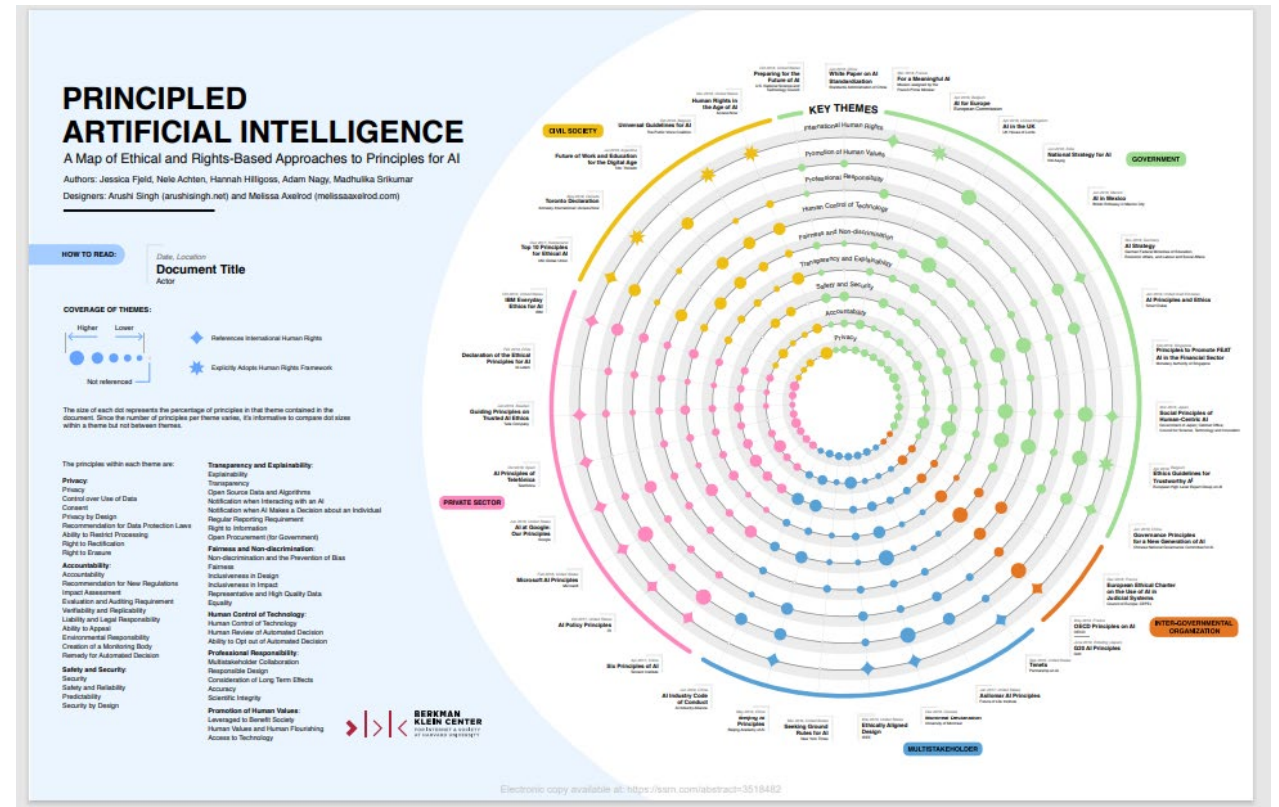 PRINCIPLED
ARTIFICIAL INTELLIGENCE
A Map of Ethical and Rights-Based Approaches to Principles for AI
Authors: Jessica Fjeld, Nele Achten, Hannah Hilligoss, Adam Nagy, Madhulika Srikumar
Designers: Arushi Singh (arushisingh.net) and Melissa Axelrod (melissaaxelrod.com)
HOW TO READ:
Date, Location
Document Title
Actor
COVERAGE OF THEMES:
Higher Lower
Not referenced
References International Human Rights
Explicitly Adopts Human Rights Framework
The size of each dot represents the percentage of principles in that theme contained in the
document. Since the number of principles per theme varies, it's informative to compare dot sizes
within a theme but not between themes.
The principles within each theme are:
Privacy:
Privacy
Control over Use of Data
Consent
Privacy by Design
Recommendation for Data Protection Laws
Ability to Restrict Processing
Right to Rectification
Right to Erasure
Accountability:
Accountability
Recommendation for New Regulations
Impact Assessment
Evaluation and Auditing Requirement
Verifiability and Replicability
Liability and Legal Responsibility
Ability to Appeal
Environmental Responsibility
Creation of a Monitoring Body
Remedy for Automated Decision
Safety and Security:
Security
Safety and Reliability
Predictability
Security by Design
Transparency and Explainability:
Explainability
Transparency
Open Source Data and Algorithms
Notification when Interacting with an AI
Notification when AI Makes a Decision about an Individual
Regular Reporting Requirement
Right to Information
Open Procurement (for Government)
Fairness and Non-discrimination:
Non-discrimination and the Prevention of Bias
Fairness
Inclusiveness in Design
Inclusiveness in Impact
Representative and High Quality Data
Equality
Human Control of Technology:
Human Control of Technology
Human Review of Automated Decision
Ability to Opt out of Automated Decision
Professional Responsibility:
Multistakeholder Collaboration
Responsible Design
Consideration of Long Term Effects
Accuracy
Scientific Integrity
Promotion of Human Values:
Leveraged to Benefit Society
Human Values and Human Flourishing
Access to Technology
BERKMAN
KLEIN CENTER
FOR INTERNET & SOCIETY
AT HARVARD UNIVERSITY
KEY THEMES
International Human Rights
Promotion of Human Values
Professional Responsibility
Human Control of Technology
Fairness and Non-discrimination
Transparency and Explainability
Safety and Security
Accountability
Privacy
CIVIL SOCIETY
Preparing for the
Future of AI
Human Rights in
the Age of AI
Universal Guidelines for AI
Future of Work and Education
for the Digital Age
Toronto Declaration
Top 10 Principles
for Ethical AI
PRIVATE SECTOR
IBM Everyday
Ethics for AI
IBM
Declaration of the Ethical
Principles for AI
Guiding Principles on
Trusted AI Ethics
AI Principles of
Telefónica
AI at Google:
Our Principles
Google
Microsoft AI Principles
Microsoft
AI Policy Principles
Six Principles of AI
MULTISTAKEHOLDER
AI Industry Code
of Conduct
Beijing AI
Principles
Seeking Ground
Rules for AI
New York Times
Ethically Aligned
Design
Montreal Declaration
University of Montreal
Asilomar AI Principles
Tenets
INTER-GOVERNMENTAL
ORGANIZATION
G20 AI Principles
OECD Principles on AI
European Ethical Charter
on the Use of AI in
Judicial Systems
GOVERNMENT
Governance Principles
for a New Generation of AI
Ethics Guidelines for
Trustworthy AI
Social Principles of
Human-Centric AI
Principles to Promote FEAT
AI in the Financial Sector
AI Principles and Ethics
AI Strategy
AI in Mexico
National Strategy for AI
AI in the UK
AI for Europe
European Commission
For a Meaningful AI
White Paper on AI
Standardization
Electronic copy available at: https://ssrn.com/abstract=3518482